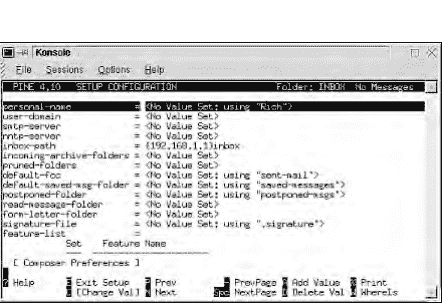 Konsole
File Sessions Options Help
PINE 4.10 SETUP CONFIGURATION Folder: INBOX No Messages
personal-name = <No Value Set: using "Rich">
user-domain = <No Value Set>
smtp-server = <No Value Set>
nntp-server = <No Value Set>
inbox-path = {192.168.1.1}inbox
incoming-archive-folders = <No Value Set>
pruned-folders = <No Value Set>
default-fcc = <No Value Set: using "sent-mail">
default-saved-msg-folder = <No Value Set: using "saved-messages">
postponed-folder = <No Value Set: using "postponed-msgs">
read-message-folder = <No Value Set>
form-letter-folder = <No Value Set>
signature-file = <No Value Set: using ".signature">
feature-list =
Set Feature Name
[ Composer Preferences ]
? Help E Exit Setup P Prev - PrevPage A Add Value % Print
C [Change Val] N Next Spc NextPage D Delete Val W WhereIs